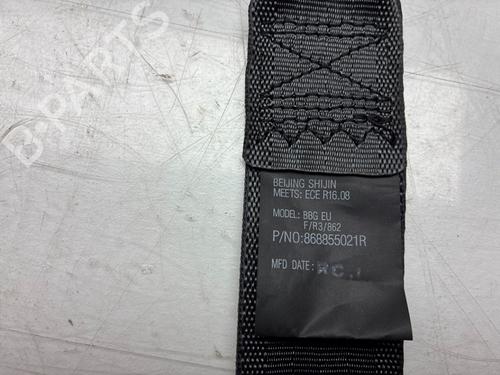 B-PARTS
BEIJING SHIJIN
MEETS: ECE R16.08
MODEL: BBG EU
F/R3/862
P/NO:868855021R
MFD DATE: